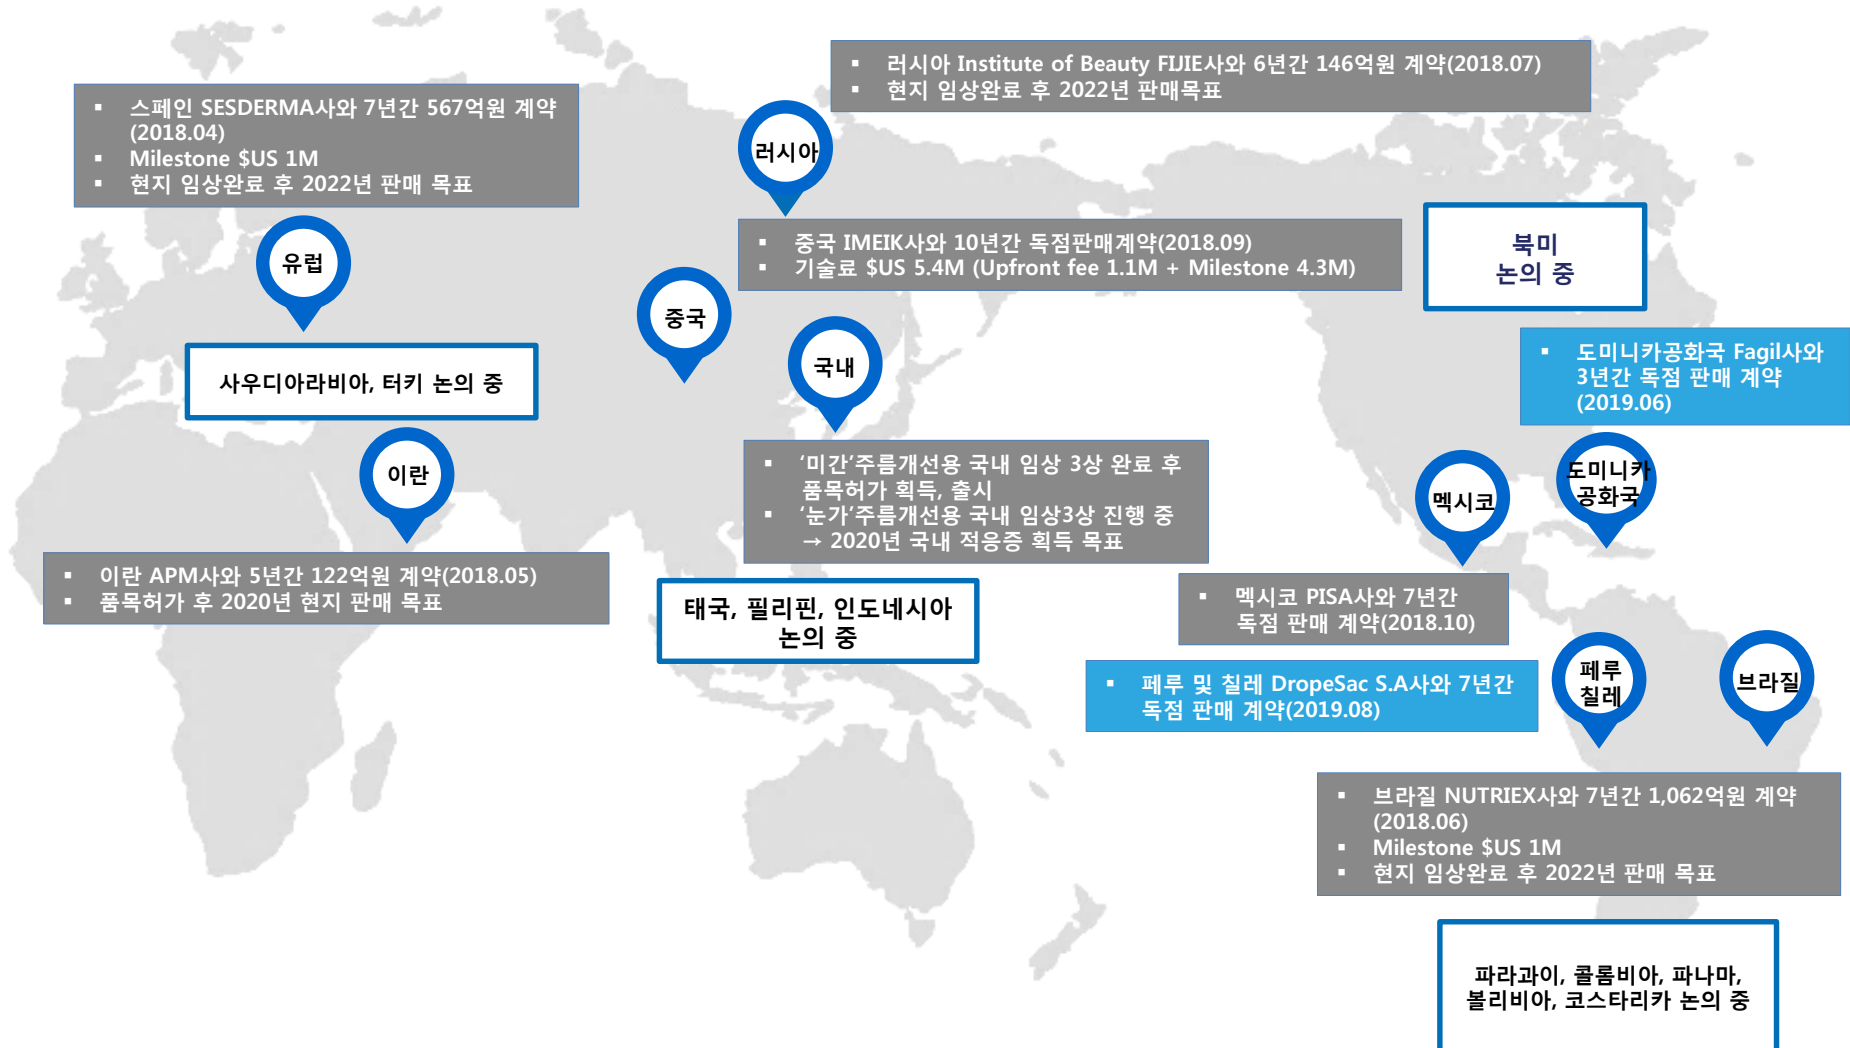 ▪ 러시아 Institute of Beauty FIJIE사와 6년간 146억원 계약(2018.07)
▪ 현지 임상완료 후 2022년 판매목표
▪ 스페인 SESDERMA사와 7년간 567억원 계약
(2018.04)
▪ Milestone $US 1M
▪ 현지 임상완료 후 2022년 판매 목표
러시아
유럽
▪ 중국 IMEIK사와 10년간 독점판매계약(2018.09)
▪ 기술료 $US 5.4M (Upfront fee 1.1M + Milestone 4.3M)
북미
논의 중
중국
국내
사우디아라비아, 터키 논의 중
▪ 도미니카공화국 Fagil사와
3년간 독점 판매 계약
(2019.06)
이란
▪ ‘미간’주름개선용 국내 임상 3상 완료 후
품목허가 획득, 출시
▪ ‘눈가’주름개선용 국내 임상3상 진행 중
→ 2020년 국내 적응증 획득 목표
멕시코
도미니카
공화국
▪ 이란 APM사와 5년간 122억원 계약(2018.05)
▪ 품목허가 후 2020년 현지 판매 목표
태국, 필리핀, 인도네시아
논의 중
▪ 멕시코 PISA사와 7년간
독점 판매 계약(2018.10)
▪ 페루 및 칠레 DropeSac S.A사와 7년간
독점 판매 계약(2019.08)
페루
칠레
브라질
▪ 브라질 NUTRIEX사와 7년간 1,062억원 계약
(2018.06)
▪ Milestone $US 1M
▪ 현지 임상완료 후 2022년 판매 목표
파라과이, 콜롬비아, 파나마,
볼리비아, 코스타리카 논의 중